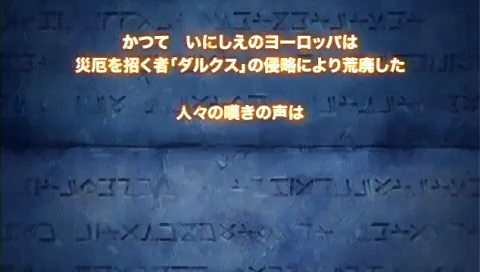 かつて　いにしえのヨーロッパは
災厄を招く者「ダルクス」の侵略により荒廃した
人々の嘆きの声は